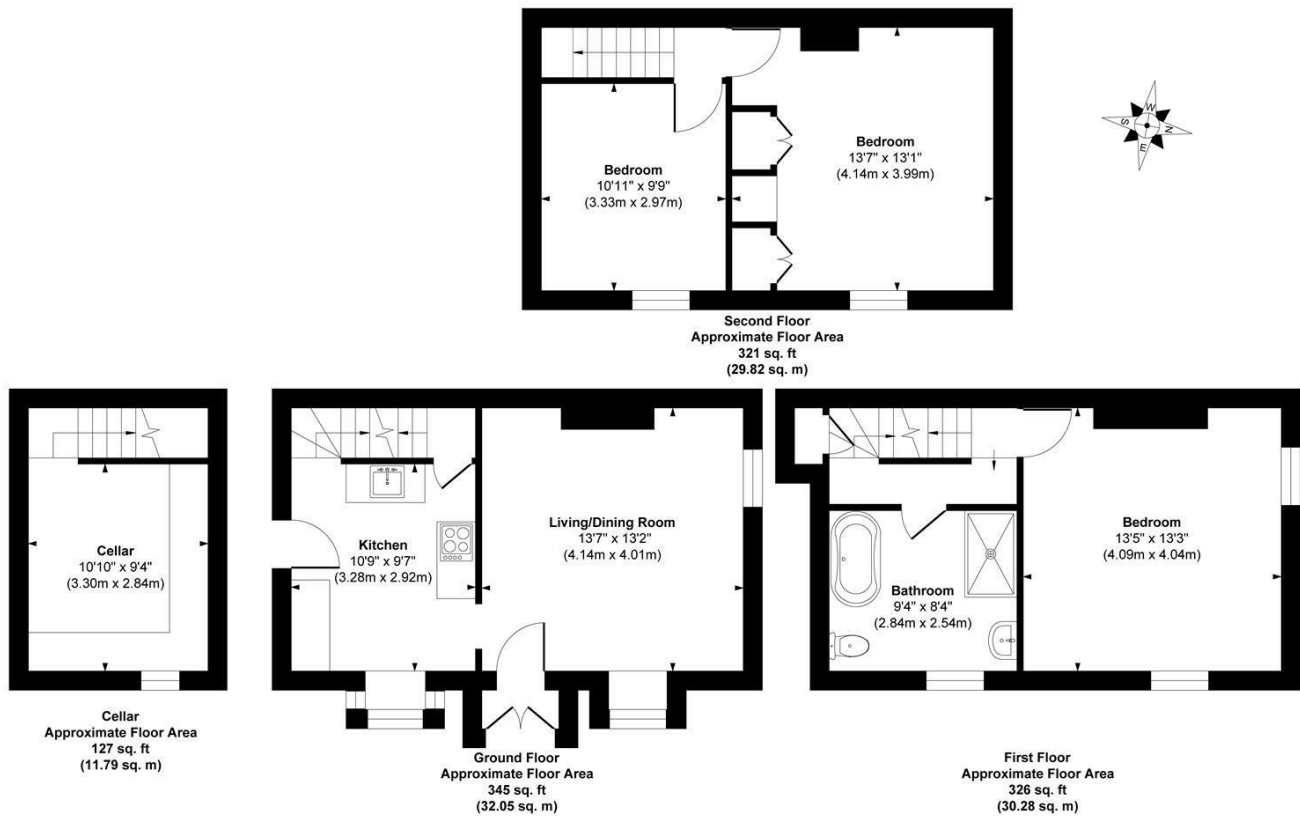 Bedroom
10'11" x 9'9"
(3.33m x 2.97m)
Bedroom
13'7" x 13'1"
(4.14m x 3.99m)
W
S
N
E
Second Floor
Approximate Floor Area
321 sq. ft
(29.82 sq. m)
Cellar
10'10" x 9'4"
(3.30m x 2.84m)
Cellar
Approximate Floor Area
127 sq. ft
(11.79 sq. m)
Kitchen
10'9" x 9'7"
(3.28m x 2.92m)
Living/Dining Room
13'7" x 13'2"
(4.14m x 4.01m)
Ground Floor
Approximate Floor Area
345 sq. ft
(32.05 sq. m)
Bathroom
9'4" x 8'4"
(2.84m x 2.54m)
Bedroom
13'5" x 13'3"
(4.09m x 4.04m)
First Floor
Approximate Floor Area
326 sq. ft
(30.28 sq. m)